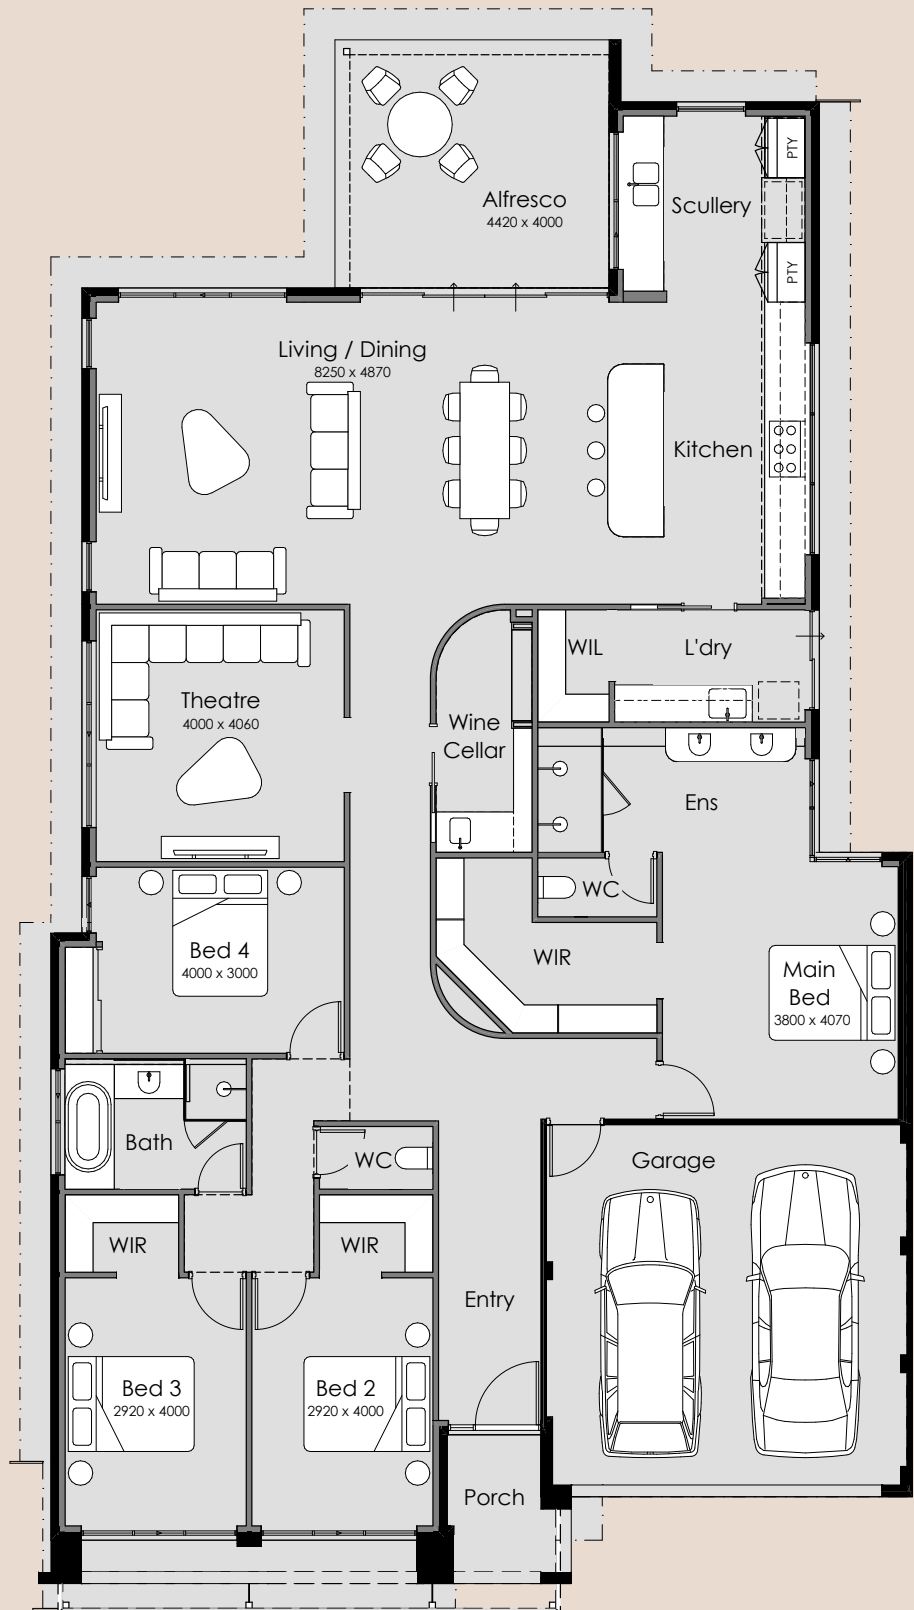 Alfresco
4420 x 4000
PTY
Scullery
PTY
Living / Dining
8250 x 4870
Kitchen
WIL
L'dry
Theatre
4000 x 4060
Wine
Cellar
Ens
WC
Bed 4
4000 x 3000
WIR
Main
Bed
3800 x 4070
Bath
WC
Garage
WIR
WIR
Entry
Bed 3
2920 x 4000
Bed 2
2920 x 4000
Porch